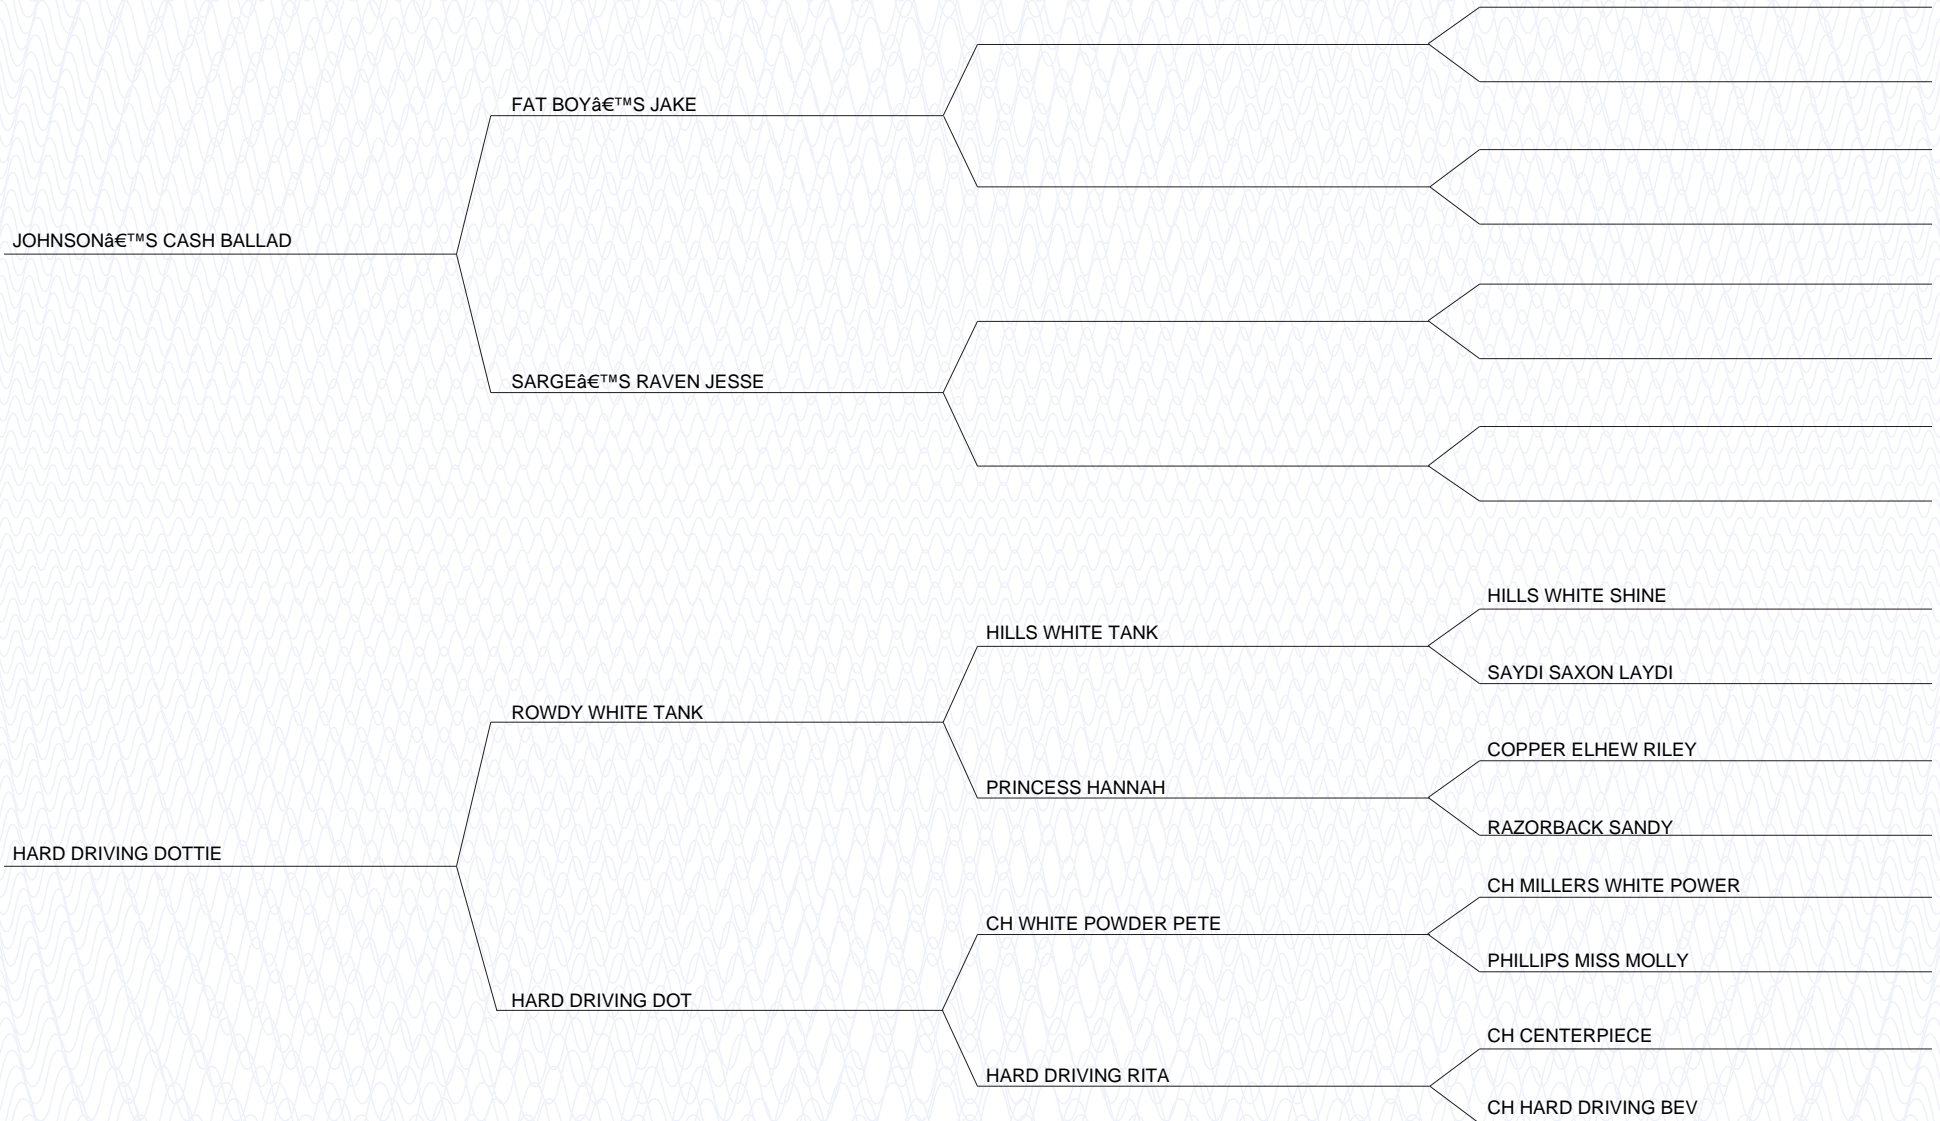 FAT BOYâ€™S JAKE
JOHNSONâ€™S CASH BALLAD
SARGEâ€™S RAVEN JESSE
HILLS WHITE SHINE
HILLS WHITE TANK
SAYDI SAXON LAYDI
ROWDY WHITE TANK
COPPER ELHEW RILEY
PRINCESS HANNAH
RAZORBACK SANDY
HARD DRIVING DOTTIE
CH MILLERS WHITE POWER
CH WHITE POWDER PETE
PHILLIPS MISS MOLLY
HARD DRIVING DOT
CH CENTERPIECE
HARD DRIVING RITA
CH HARD DRIVING BEV